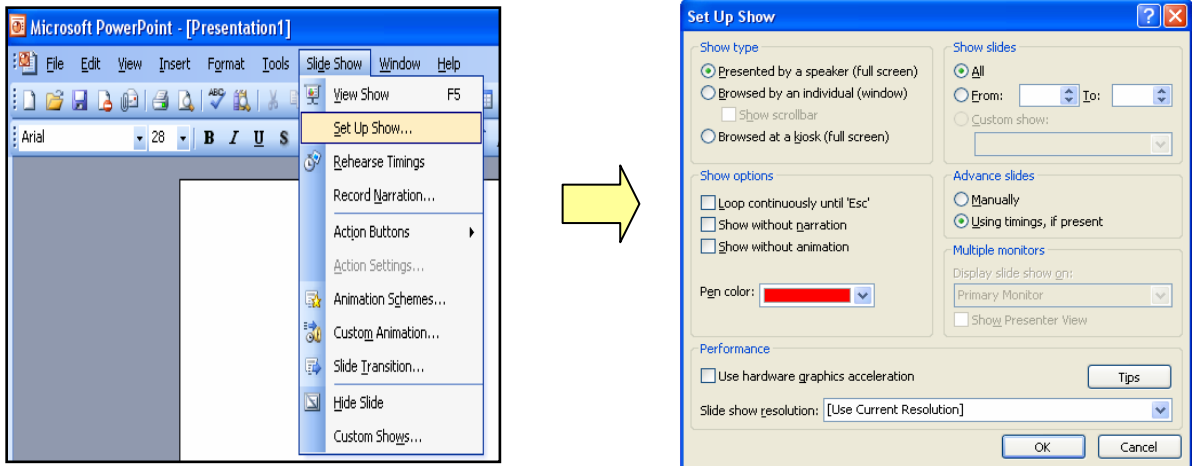 Microsoft PowerPoint - [Presentation1]
File Edit View Insert Format Tools Slide Show Window Help
View Show F5
Set Up Show...
Arial 28 B I U S
Rehearse Timings
Record Narration...
Action Buttons
Action Settings...
Animation Schemes...
Custom Animation...
Slide Transition...
Hide Slide
Custom Shows...
Set Up Show
Show type
Presented by a speaker (full screen)
Browsed by an individual (window)
Show scrollbar
Browsed at a kiosk (full screen)
Show slides
All
From: To:
Custom show:
Show options
Loop continuously until 'Esc'
Show without narration
Show without animation
Pen color:
Advance slides
Manually
Using timings, if present
Multiple monitors
Display slide show on:
Primary Monitor
Show Presenter View
Performance
Use hardware graphics acceleration
Tips
Slide show resolution: [Use Current Resolution]
OK Cancel